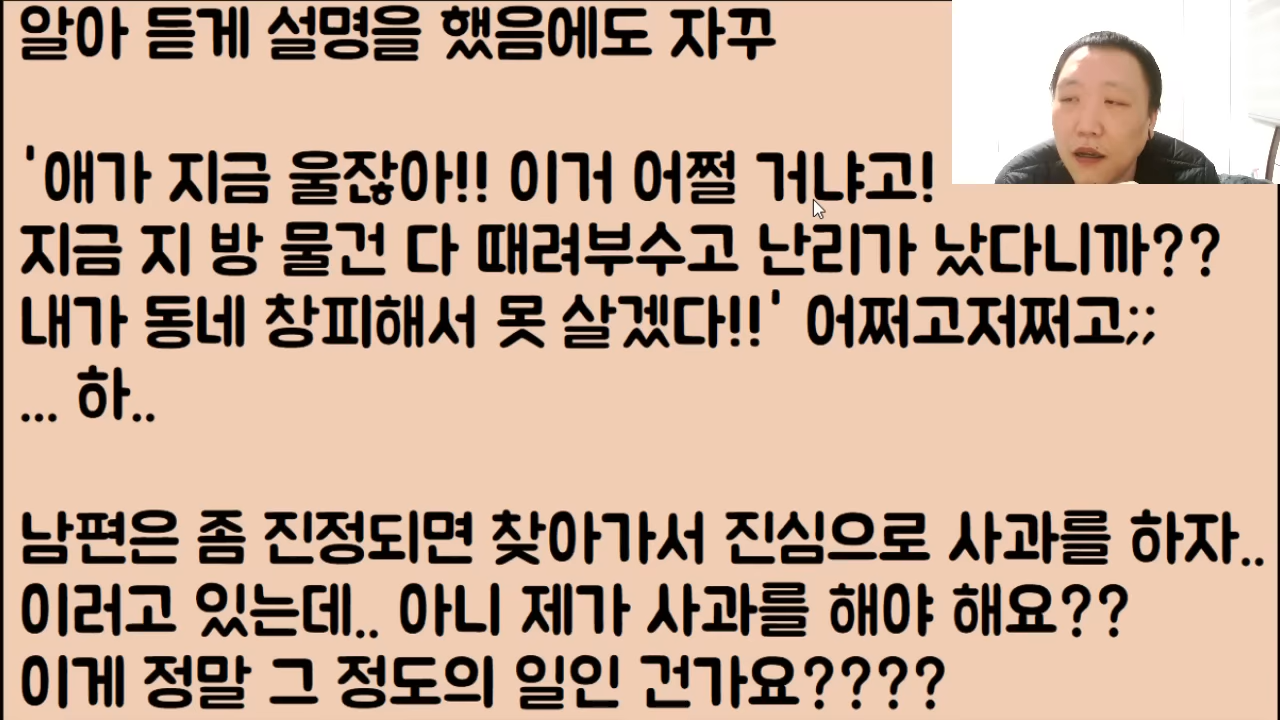 알아 듣게 설명을 했음에도 자꾸
'애가 지금 울잖아!! 이거 어쩔 거냐고!
지금 지 방 물건 다 때려부수고 난리가 났다니까??
내가 동네 창피해서 못 살겠다!!' 어쩌고저쩌고;;
... 하..
남편은 좀 진정되면 찾아가서 진심으로 사과를 하자..
이러고 있는데.. 아니 제가 사과를 해야 해요??
이게 정말 그 정도의 일인 건가요????